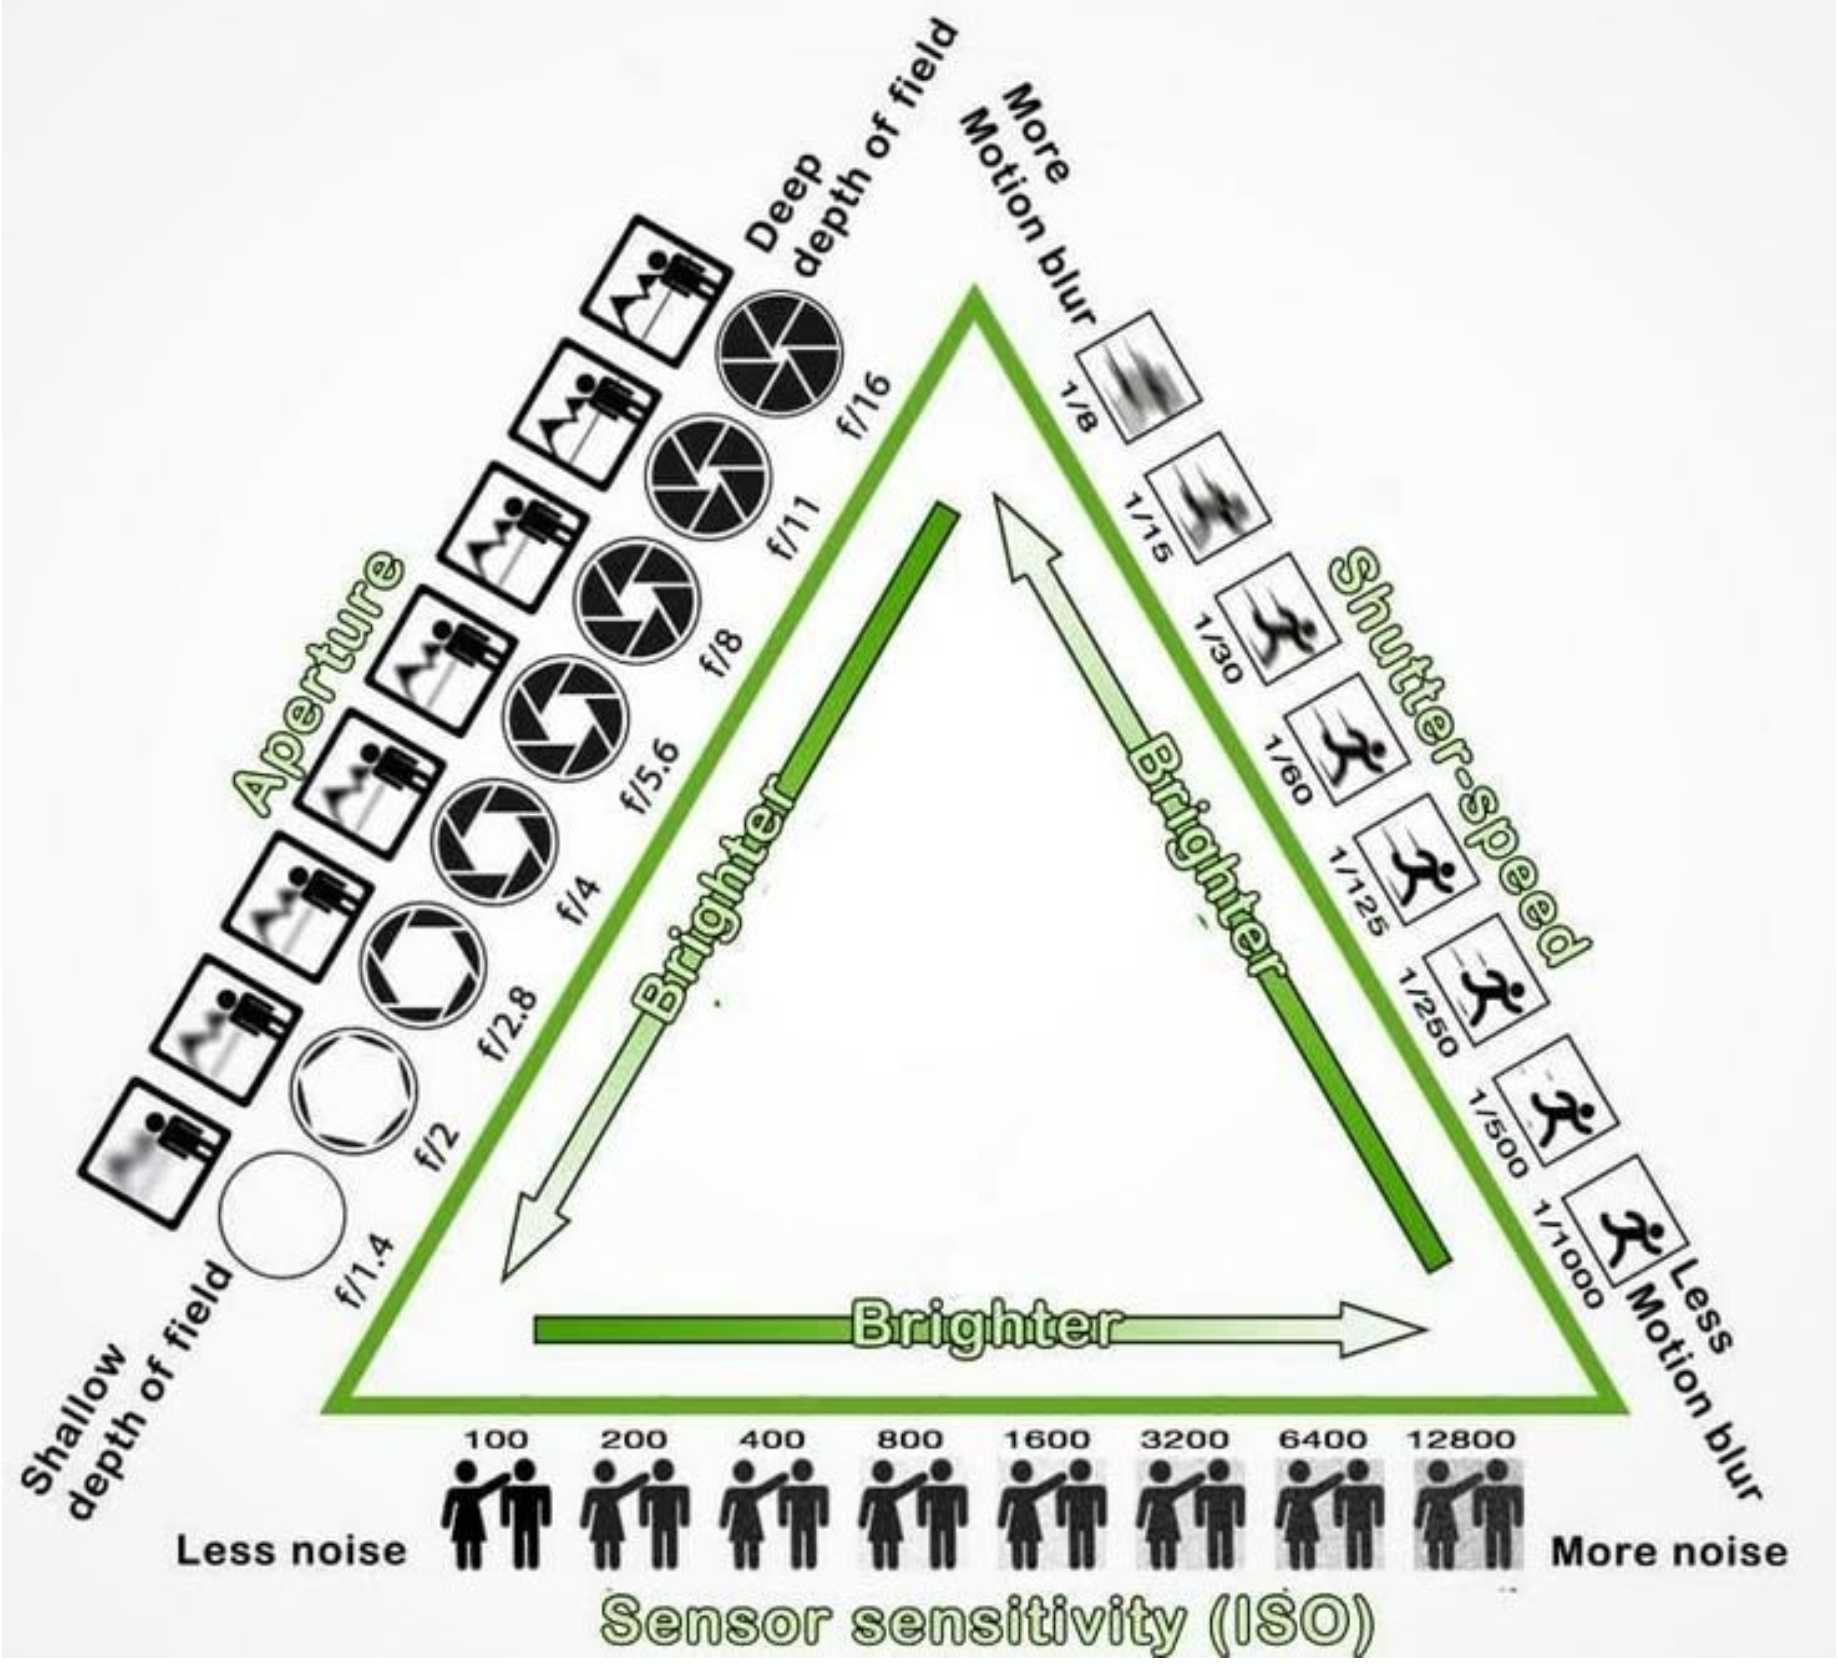 Deep
depth of field
f/16
f/11
f/8
f/5.6
f/4
f/2.8
f/2
f/1.4
Aperture
Shallow
depth of field
More
Motion blur
1/8
1/15
1/30
1/60
1/125
1/250
1/500
1/1000
Shutter-speed
Less
Motion blur
Brighter
Brighter
Brighter
100 200 400 800 1600 3200 6400 12800
Less noise
More noise
Sensor sensitivity (ISO)